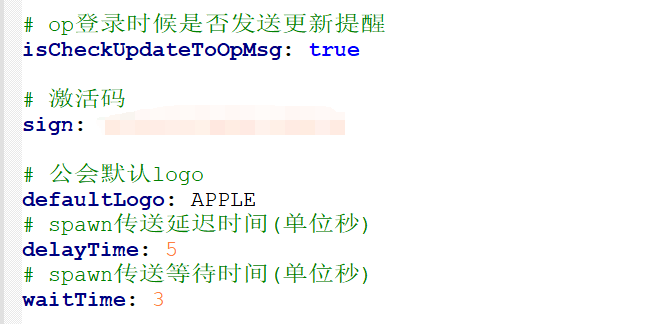 # op登录时候是否发送更新提醒
isCheckUpdateToOpMsg: true
# 激活码
sign:
# 公会默认logo
defaultLogo: APPLE
# spawn传送延迟时间(单位秒)
delayTime: 5
# spawn传送等待时间(单位秒)
waitTime: 3